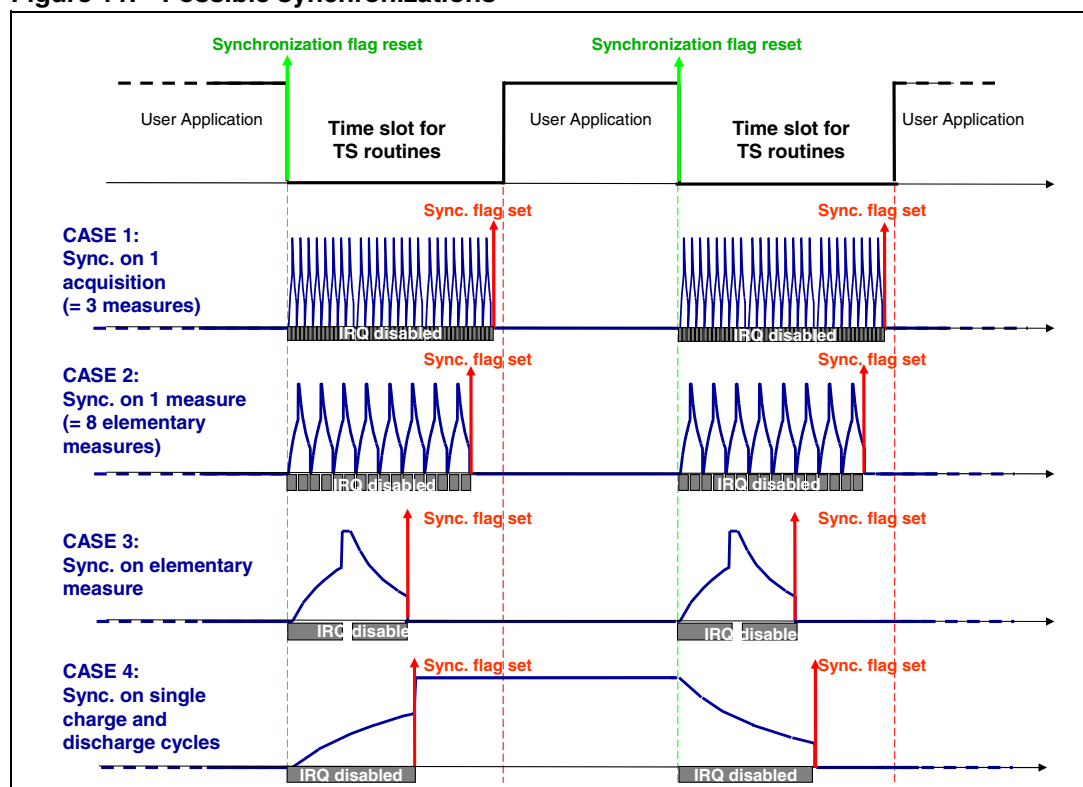 Figure 11. Possible synchronizations
Synchronization flag reset
Synchronization flag reset
User Application
Time slot for
TS routines
User Application
Time slot for
TS routines
User Application
CASE 1:
Sync. on 1
acquisition
(= 3 measures)
Sync. flag set
Sync. flag set
IRQ disabled
IRQ disabled
CASE 2:
Sync. on 1 measure
(= 8 elementary
measures)
Sync. flag set
Sync. flag set
IRQ disabled
IRQ disabled
CASE 3:
Sync. on elementary
measure
Sync. flag set
Sync. flag set
IRQ disable
IRQ disable
CASE 4:
Sync. on single
charge and
discharge cycles
Sync. flag set
Sync. flag set
IRQ disabled
IRQ disabled